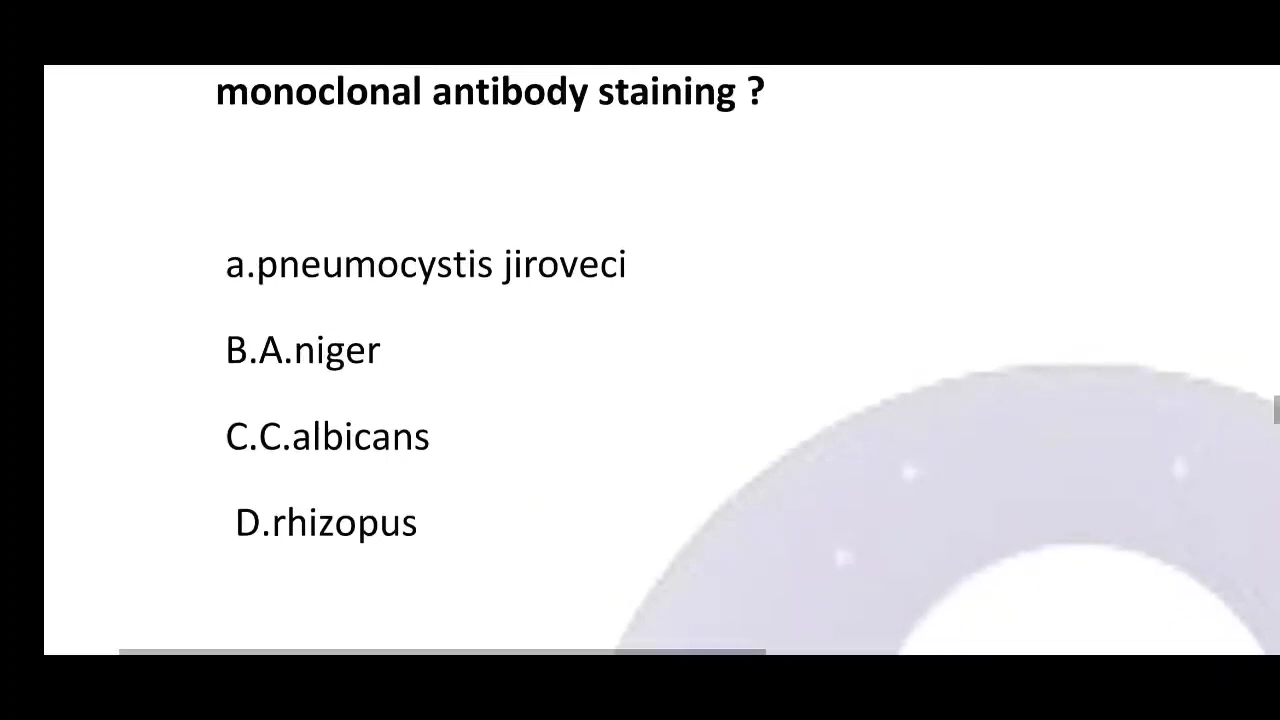 monoclonal antibody staining ?
a.pneumocystis jiroveci
B.A.niger
C.C.albicans
D.rhizopus